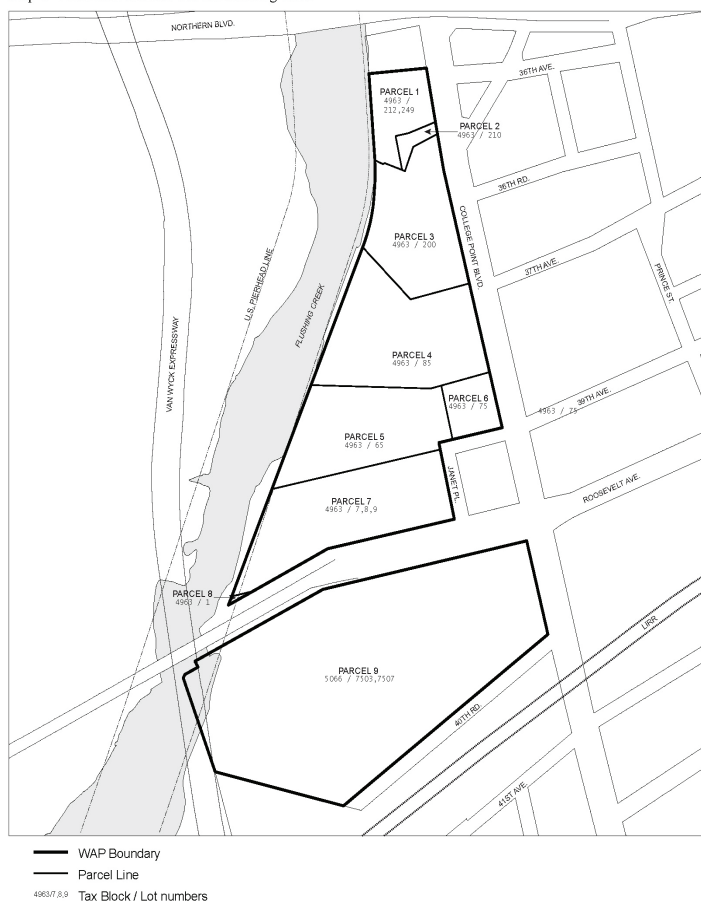 NORTHERN BLVD.
36TH AVE.
PARCEL 1
4963 /
212,249
PARCEL 2
4963 / 210
36TH RD.
COLLEGE POINT BLVD.
PARCEL 3
4963 / 200
U.S. PIERHEAD LINE
37TH AVE.
PRINCE ST.
FLUSHING CREEK
VAN WYCK EXPRESSWAY
PARCEL 4
4963 / 85
PARCEL 6
4963 / 75
39TH AVE.
4963 / 75
PARCEL 5
4963 / 65
JANET PL.
PARCEL 7
4963 / 7,8,9
ROOSEVELT AVE.
PARCEL 8
4963 / 1
LIRR
PARCEL 9
5066 / 7503,7507
40TH RD.
41ST AVE.
WAP Boundary
Parcel Line
4963/7,8,9 Tax Block / Lot numbers